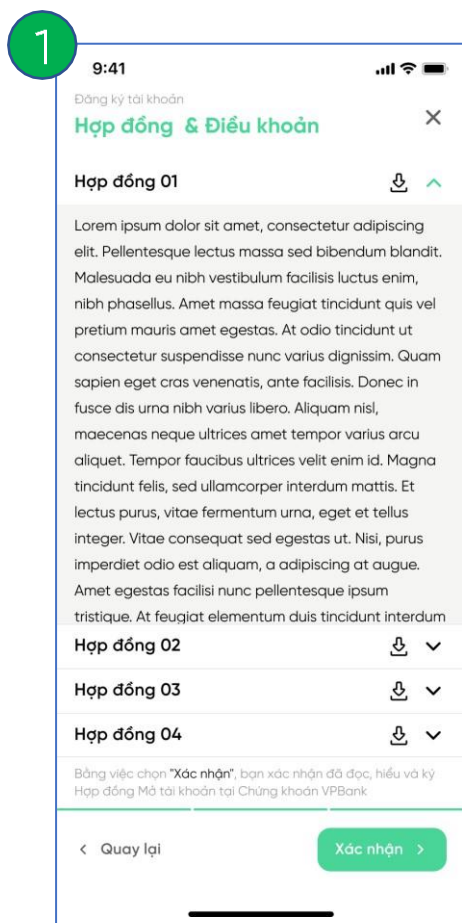 1
9:41
Đăng ký tài khoản
Hợp đồng & Điều khoản
Hợp đồng 01
Lorem ipsum dolor sit amet, consectetur adipiscing
elit. Pellentesque lectus massa sed bibendum blandit.
Malesuada eu nibh vestibulum facilisis luctus enim,
nibh phasellus. Amet massa feugiat tincidunt quis vel
pretium mauris amet egestas. At odio tincidunt ut
consectetur suspendisse nunc varius dignissim. Quam
sapien eget cras venenatis, ante facilisis. Donec in
fusce dis urna nibh varius libero. Aliquam nisl,
maecenas neque ultrices amet tempor varius arcu
aliquet. Tempor faucibus ultrices velit enim id. Magna
tincidunt felis, sed ullamcorper interdum mattis. Et
lectus purus, vitae fermentum urna, eget et tellus
integer. Vitae consequat sed egestas ut. Nisi, purus
imperdiet odio est aliquam, a adipiscing at augue.
Amet egestas facilisi nunc pellentesque ipsum
tristique. At feugiat elementum duis tincidunt interdum
Hợp đồng 02
Hợp đồng 03
Hợp đồng 04
Bằng việc chọn "Xác nhận", bạn xác nhận đã đọc, hiểu và ký
Hợp đồng Mở tài khoản tại Chứng khoán VPBank
Quay lại
Xác nhận